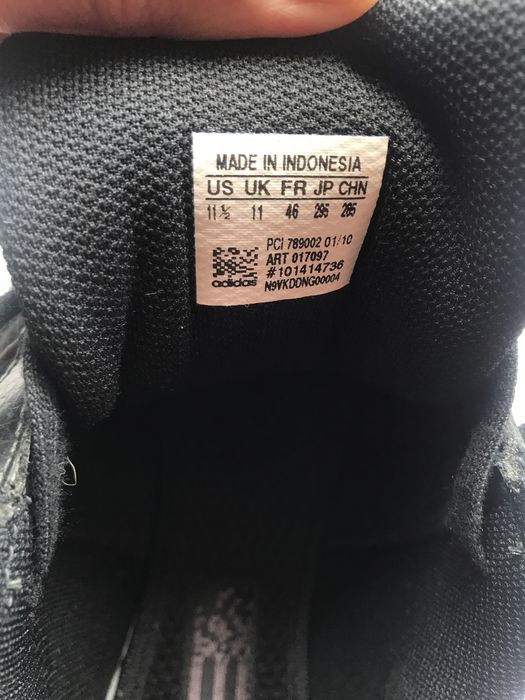 MADE IN INDONESIA
US UK FR JP CHN
11½ 11 46 295 285
PCI 789002 01/10
ART 017097
#101414736
adidas N9VKDDNG00004